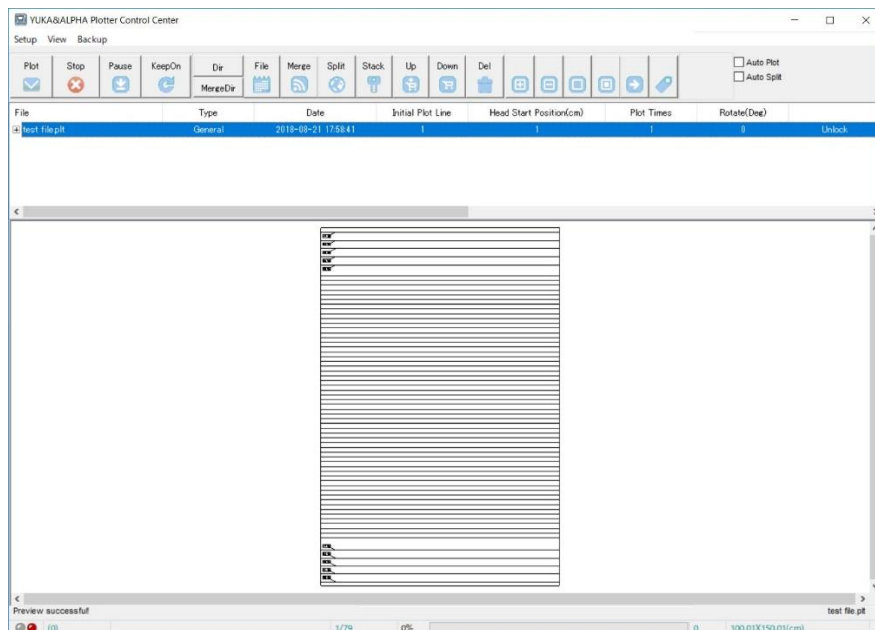 YUKA&ALPHA Plotter Control Center
Setup View Backup
Plot Stop Pause KeepOn Dir File Merge Split Stack Up Down Del Auto Plot
MergeDir Auto Split
File Type Date Initial Plot Line Head Start Position(cm) Plot Times Rotate(Deg)
test file.plt General 2018-08-21 17:58:41 1 1 1 0 Unlock
Preview successful! test file.plt
(0) 1/79 0% 0 100.01X150.01(cm)